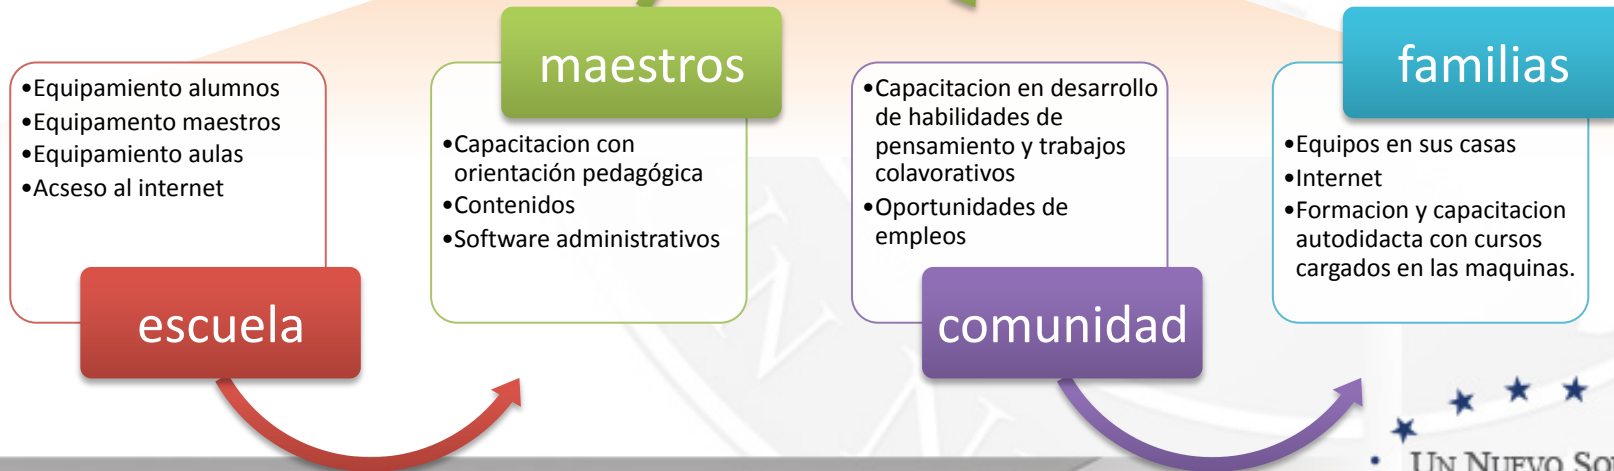 •Equipamiento alumnos
•Equipamento maestros
•Equipamiento aulas
•Acseso al internet
escuela
maestros
•Capacitacion con
orientación pedagógica
•Contenidos
•Software administrativos
•Capacitacion en desarrollo
de habilidades de
pensamiento y trabajos
colavorativos
•Oportunidades de
empleos
comunidad
familias
•Equipos en sus casas
•Internet
•Formacion y capacitacion
autodidacta con cursos
cargados en las maquinas.
UN NUEVO